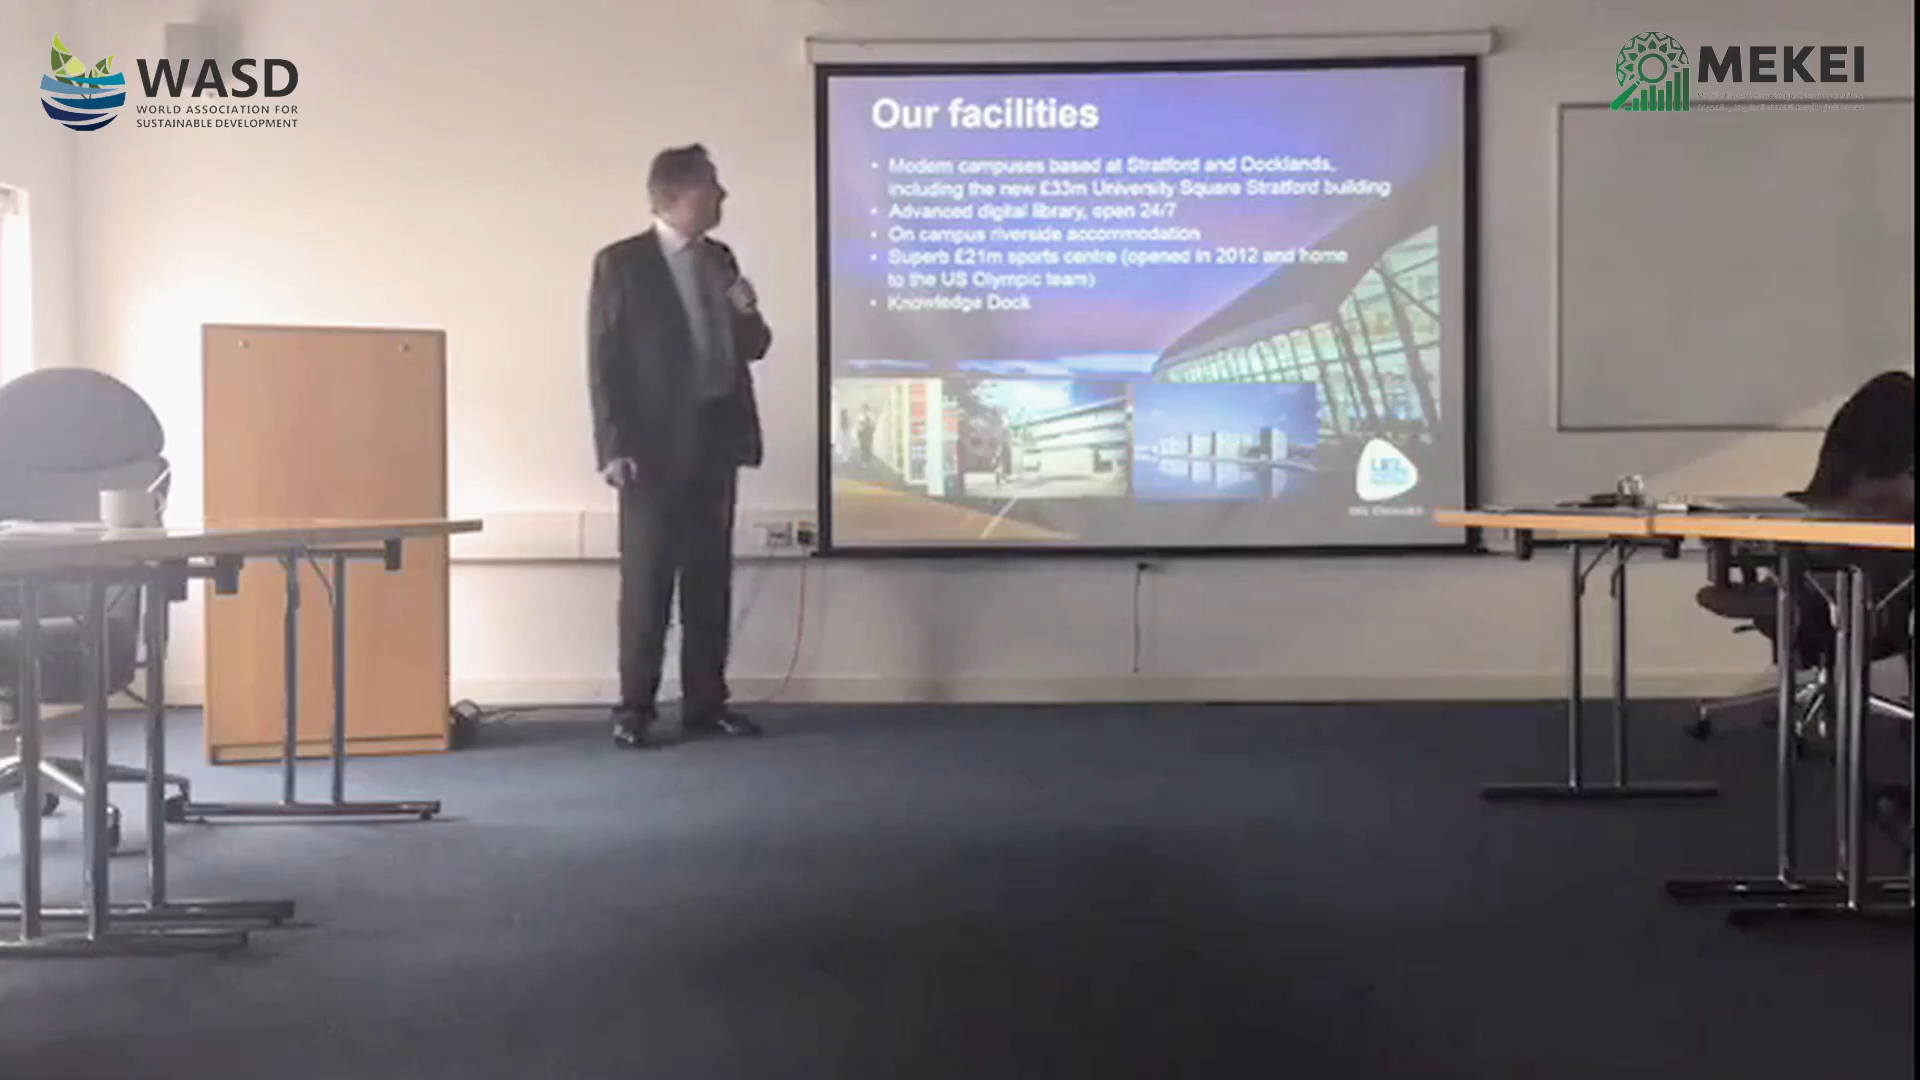 WASD
WORLD ASSOCIATION FOR
SUSTAINABLE DEVELOPMENT
MEKEI
Our facilities
• Modern campuses based at Stratford and Docklands,
including the new £33m University Square Stratford building
• Advanced digital library, open 24/7
• On campus riverside accommodation
• Superb £21m sports centre (opened in 2012 and home
to the US Olympic team)
• Knowledge Dock
UEL